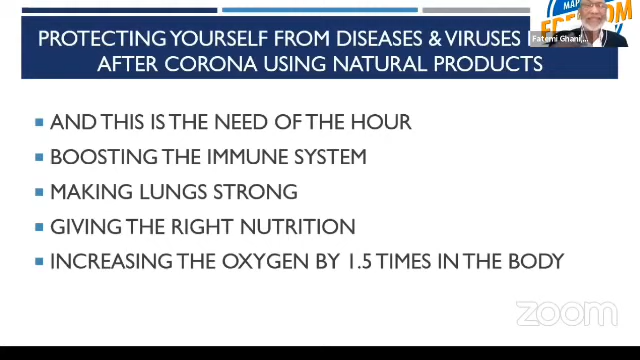 PROTECTING YOURSELF FROM DISEASES & VIRUSES
AFTER CORONA USING NATURAL PRODUCTS
Fatemi Ghani
AND THIS IS THE NEED OF THE HOUR
BOOSTING THE IMMUNE SYSTEM
MAKING LUNGS STRONG
GIVING THE RIGHT NUTRITION
INCREASING THE OXYGEN BY 1.5 TIMES IN THE BODY
zoom